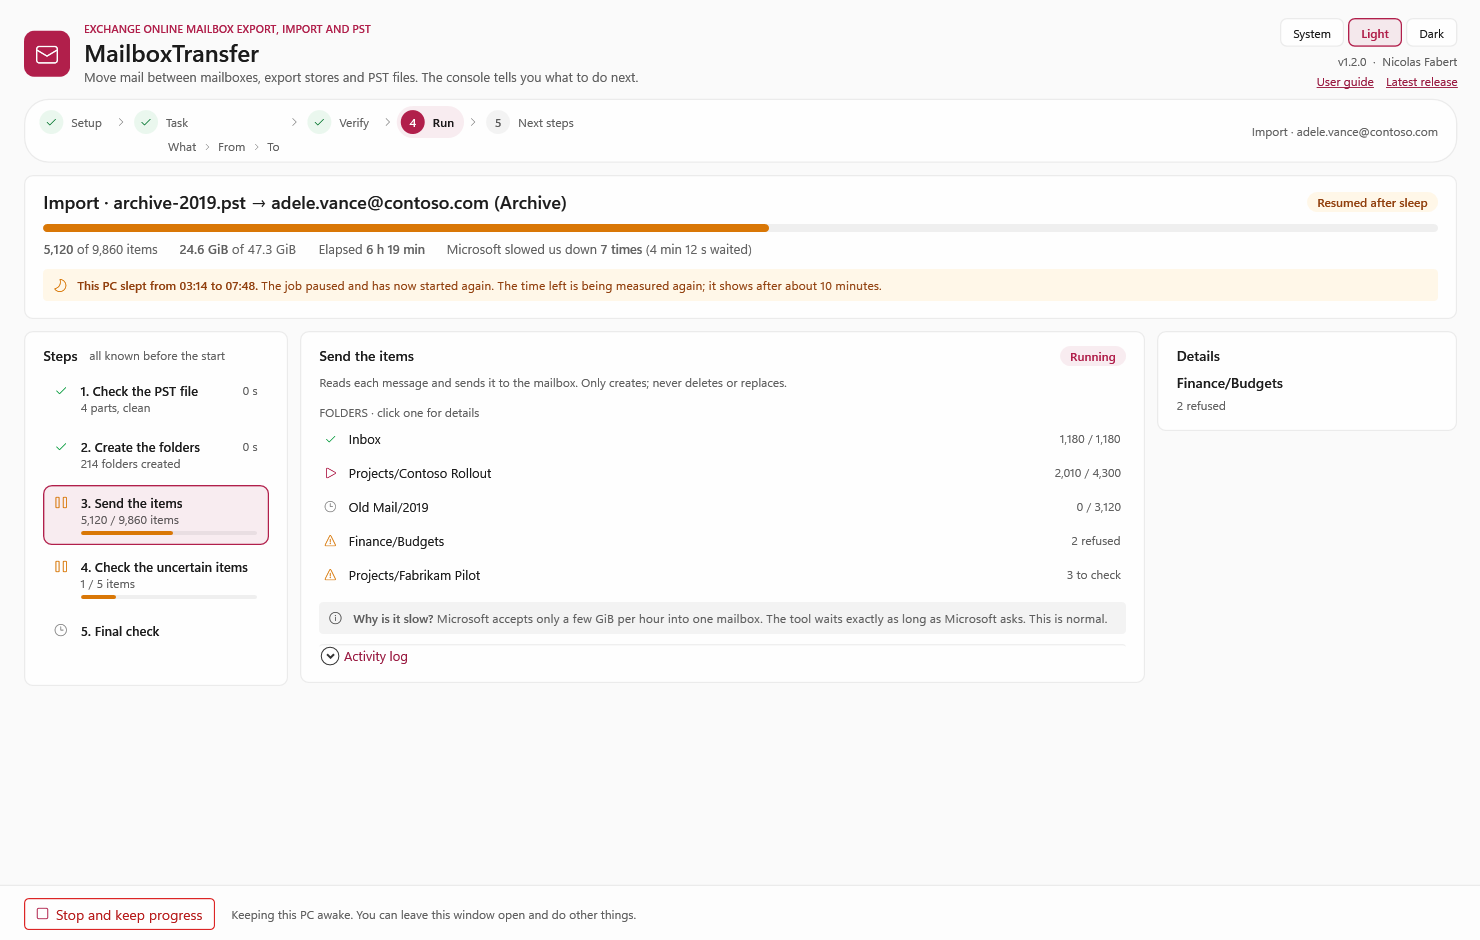 EXCHANGE ONLINE MAILBOX EXPORT, IMPORT AND PST
MailboxTransfer
Move mail between mailboxes, export stores and PST files. The console tells you what to do next.
System Light Dark
v1.2.0 · Nicolas Fabert
User guide Latest release
Setup Task Verify 4 Run 5 Next steps
What From To
Import · adele.vance@contoso.com
Import · archive-2019.pst → adele.vance@contoso.com (Archive)
Resumed after sleep
5,120 of 9,860 items 24.6 GiB of 47.3 GiB Elapsed 6 h 19 min Microsoft slowed us down 7 times (4 min 12 s waited)
This PC slept from 03:14 to 07:48. The job paused and has now started again. The time left is being measured again; it shows after about 10 minutes.
Steps all known before the start
1. Check the PST file 0 s
4 parts, clean
2. Create the folders 0 s
214 folders created
3. Send the items
5,120 / 9,860 items
4. Check the uncertain items
1 / 5 items
5. Final check
Send the items Running
Reads each message and sends it to the mailbox. Only creates; never deletes or replaces.
FOLDERS · click one for details
Inbox 1,180 / 1,180
Projects/Contoso Rollout 2,010 / 4,300
Old Mail/2019 0 / 3,120
Finance/Budgets 2 refused
Projects/Fabrikam Pilot 3 to check
Why is it slow? Microsoft accepts only a few GiB per hour into one mailbox. The tool waits exactly as long as Microsoft asks. This is normal.
Activity log
Details
Finance/Budgets
2 refused
Stop and keep progress
Keeping this PC awake. You can leave this window open and do other things.